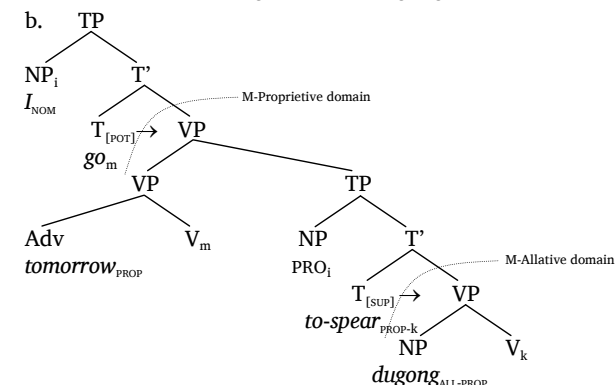 b. TP
NPi T'
INOM
M-Proprietive domain
T[POT]→ VP
gom
VP TP
Adv Vm NP T'
tomorrowPROP PROi
M-Allative domain
T[SUP]→ VP
to-spearPROP-k
NP Vk
dugongALL-PROP